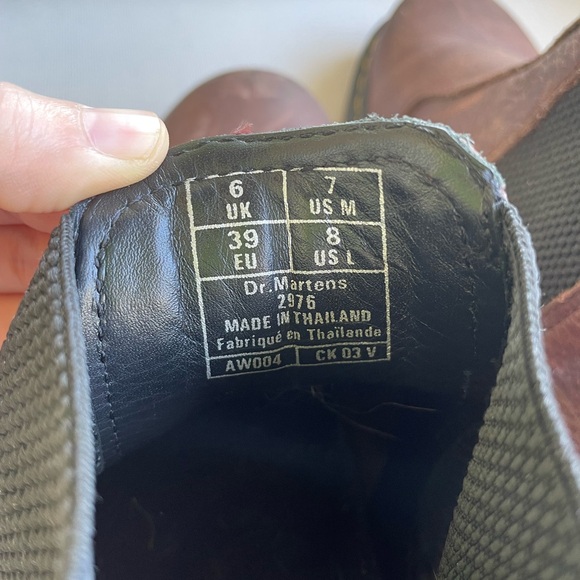 6 7
UK US M
39 8
EU US L
Dr.Martens
2976
MADE IN THAILAND
Fabriqué en Thaïlande
AW004 CK 03 V